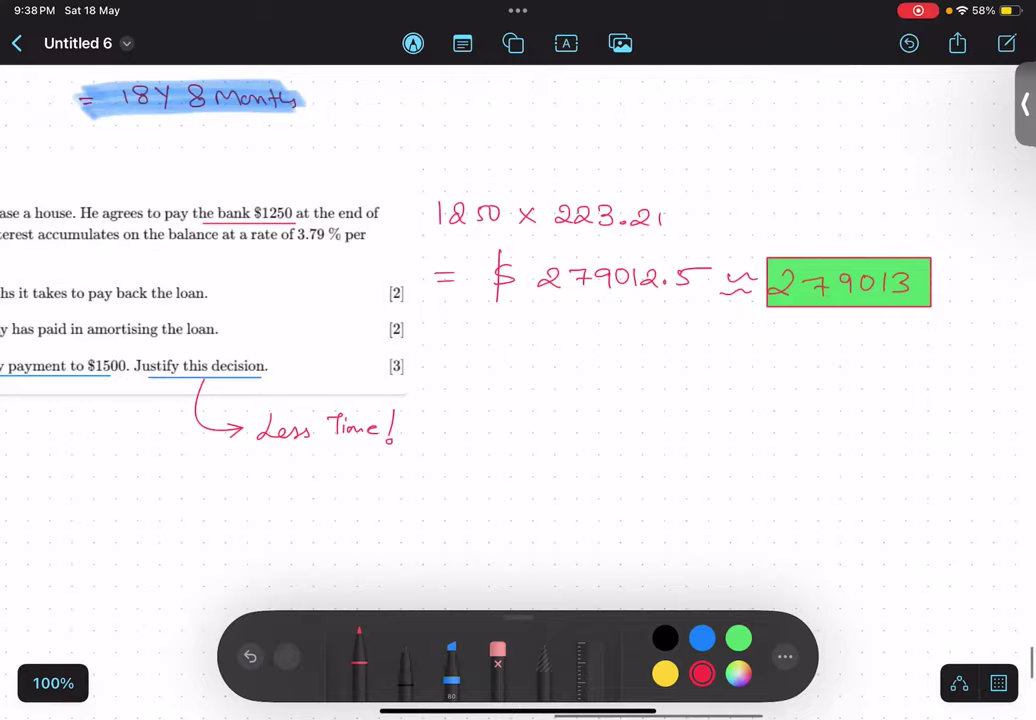 9:38 PM Sat 18 May
58%
Untitled 6
= 18Y 8 Months
ase a house. He agrees to pay the bank $1250 at the end of
terest accumulates on the balance at a rate of 3.79 % per
hs it takes to pay back the loan. [2]
y has paid in amortising the loan. [2]
y payment to $1500. Justify this decision. [3]
Less Time!
1250 × 223.21
= $ 279012.5 ≈ 279013
80
100%